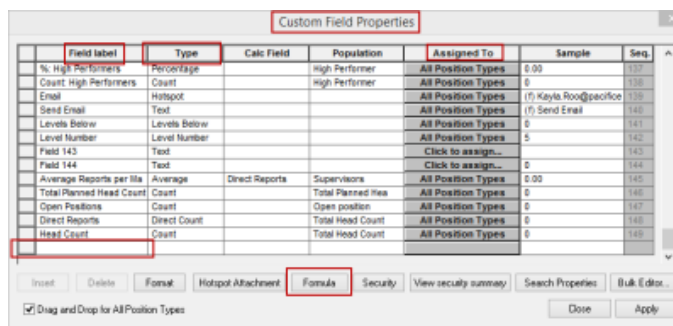 Custom Field Properties
Field label Type Calc Field Population Assigned To Sample Seq.
%: High Performers Percentage High Performer All Position Types 0.00 137
Count: High Performers Count High Performer All Position Types 0 138
Email Hotspot All Position Types (f) Kayla.Roo@pacifice 139
Send Email Text All Position Types (f) Send Email 140
Levels Below Levels Below All Position Types 0 141
Level Number Level Number All Position Types 5 142
Field 143 Text Click to assign... 143
Field 144 Text Click to assign... 0 144
Average Reports per Ma Average Direct Reports Supervisors All Position Types 0.00 145
Total Planned Head Count Count Total Planned Hea All Position Types 0 146
Open Positions Count Open position All Position Types 0 147
Direct Reports Direct Count Total Head Count All Position Types 0 148
Head Count Count Total Head Count All Position Types 0 149
Insert Delete Format Hotspot Attachment Formula Security View security summary Search Properties Bulk Editor...
Drag and Drop for All Position Types Close Apply